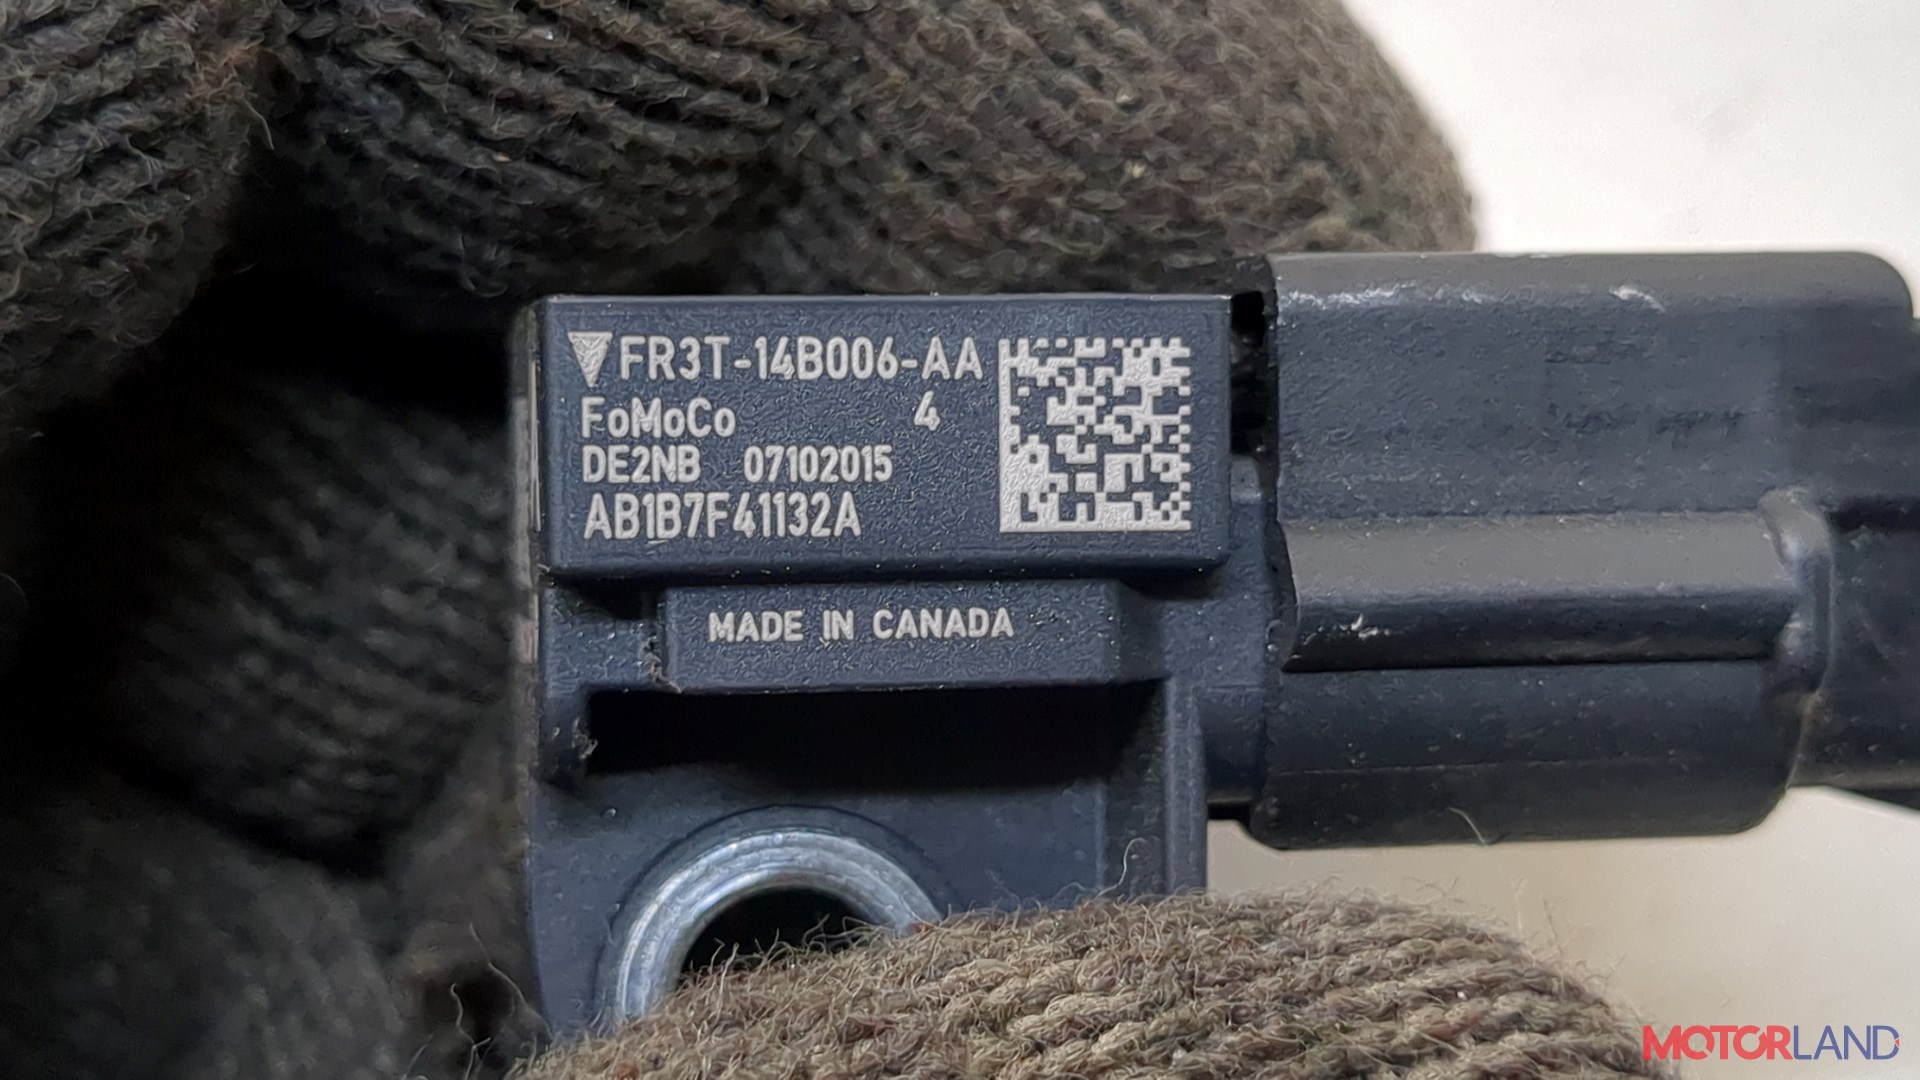 FR3T-14B006-AA
FoMoCo 4
DE2NB 07102015
AB1B7F41132A
MADE IN CANADA
MOTORLAND